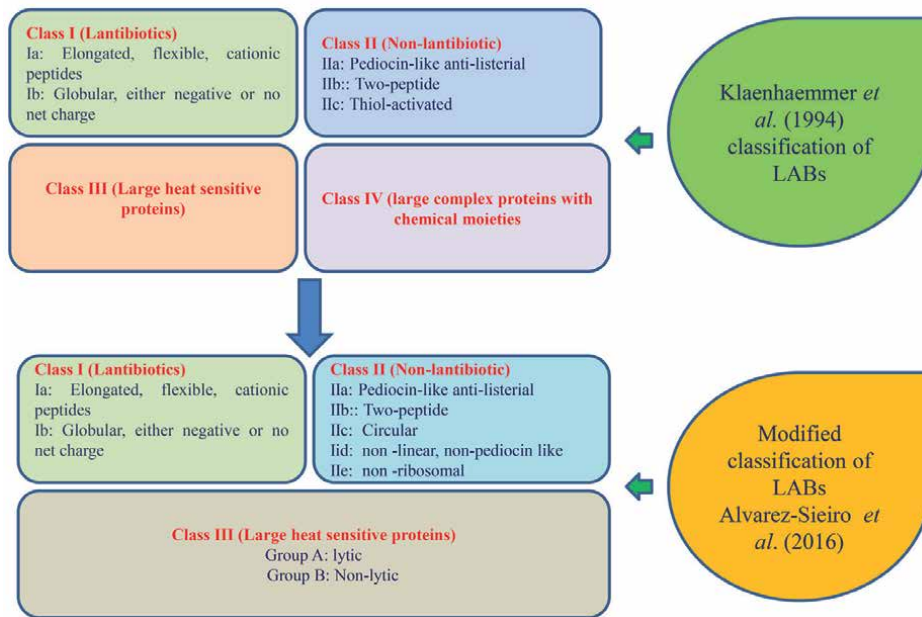 Class I (Lantibiotics)
Ia: Elongated, flexible, cationic
peptides
Ib: Globular, either negative or no
net charge
Class II (Non-lantibiotic)
IIa: Pediocin-like anti-listerial
IIb:: Two-peptide
IIc: Thiol-activated
Klaenhaemmer et
al. (1994)
classification of
LABs
Class III (Large heat sensitive
proteins)
Class IV (large complex proteins with
chemical moieties
Class I (Lantibiotics)
Ia: Elongated, flexible, cationic
peptides
Ib: Globular, either negative or no
net charge
Class II (Non-lantibiotic)
IIa: Pediocin-like anti-listerial
IIb:: Two-peptide
IIc: Circular
Iid: non -linear, non-pediocin like
IIe: non -ribosomal
Modified
classification of
LABs
Alvarez-Sieiro et
al. (2016)
Class III (Large heat sensitive proteins)
Group A: lytic
Group B: Non-lytic